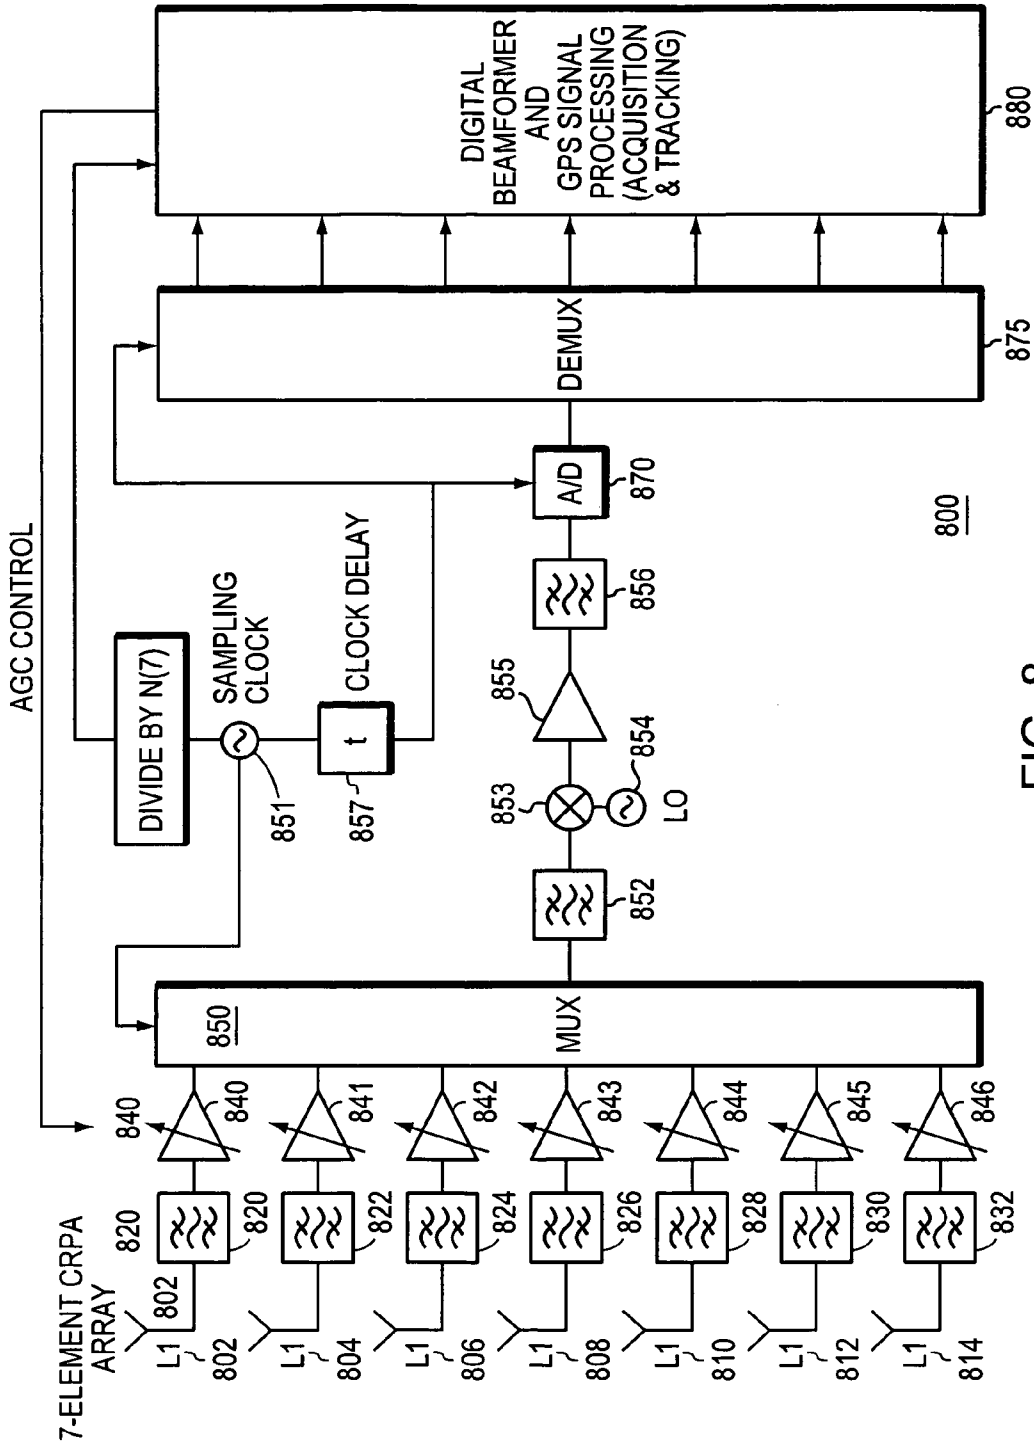 7-ELEMENT CRPA
ARRAY
802
L1
802
L1
804
L1
806
L1
808
L1
810
L1
812
L1
814
820
820
822
824
826
828
830
832
840
840
841
842
843
844
845
846
AGC CONTROL
850
MUX
DIVIDE BY N(7)
SAMPLING
CLOCK
851
t
857
CLOCK DELAY
852
853
854
LO
855
856
A/D
870
DEMUX
875
DIGITAL
BEAMFORMER
AND
GPS SIGNAL
PROCESSING
(ACQUISITION
& TRACKING)
880
800
FIG. 8